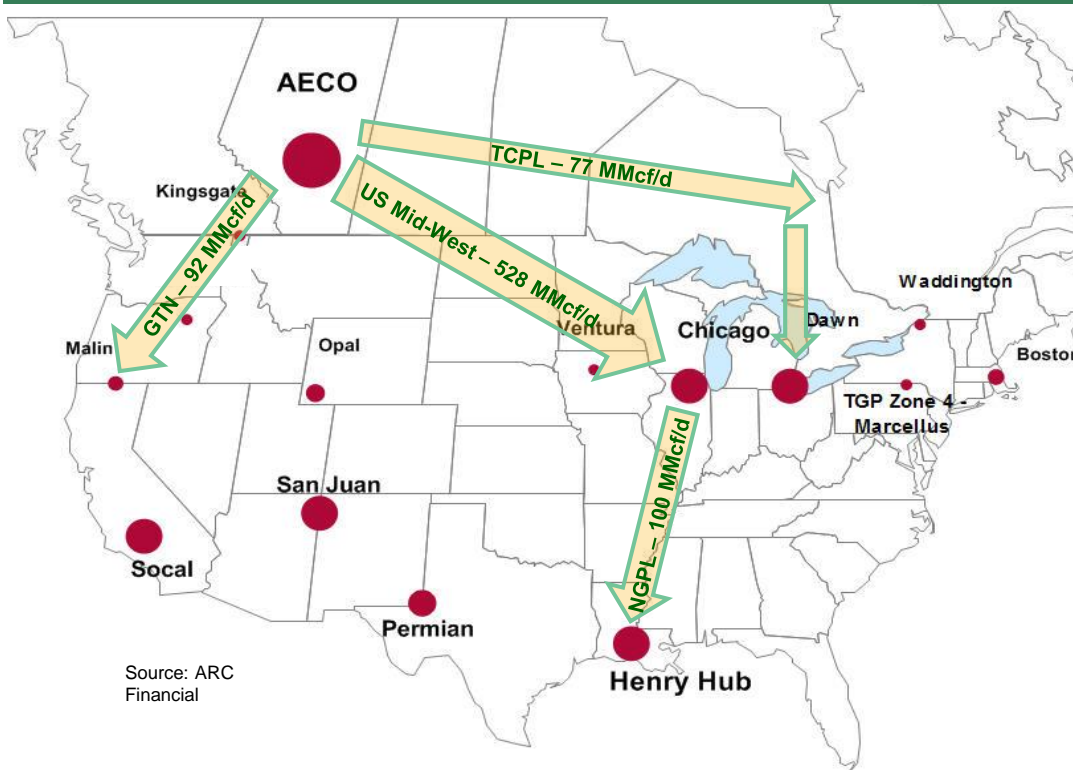 AECO
TCPL – 77 MMcf/d
Kingsgate
US Mid-West – 528 MMcf/d
GTN – 92 MMcf/d
Waddington
Ventura
Chicago
Dawn
Malin
Opal
Boston
TGP Zone 4 -
Marcellus
San Juan
NGPL – 100 MMcf/d
Socal
Permian
Source: ARC
Financial
Henry Hub